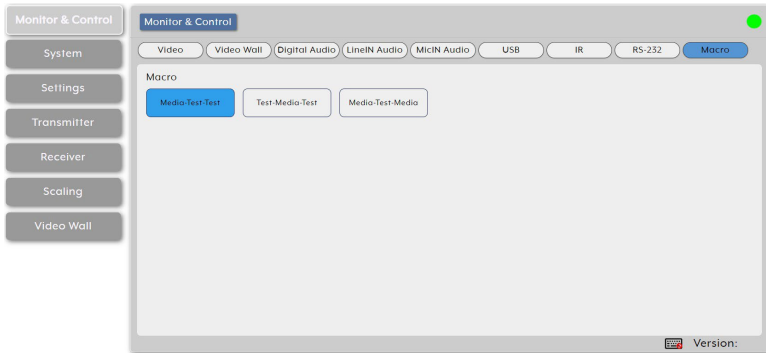 Monitor & Control
System
Settings
Transmitter
Receiver
Scaling
Video Wall
Monitor & Control
Video Video Wall Digital Audio LineIN Audio MicIN Audio USB IR RS-232 Macro
Macro
Media-Test-Test Test-Media-Test Media-Test-Media
Version: